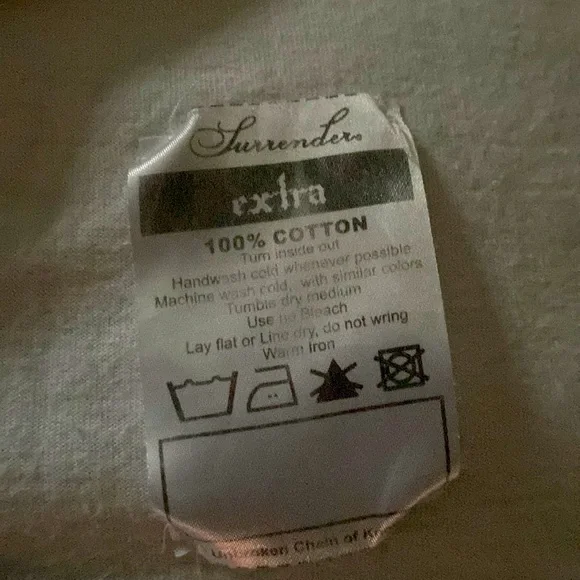 Surrender
extra
100% COTTON
Turn inside out
Handwash cold whenever possible
Machine wash cold, with similar colors
Tumble dry medium
Use no Bleach
Lay flat or Line dry, do not wring
Warm Iron
Unbroken Chain of